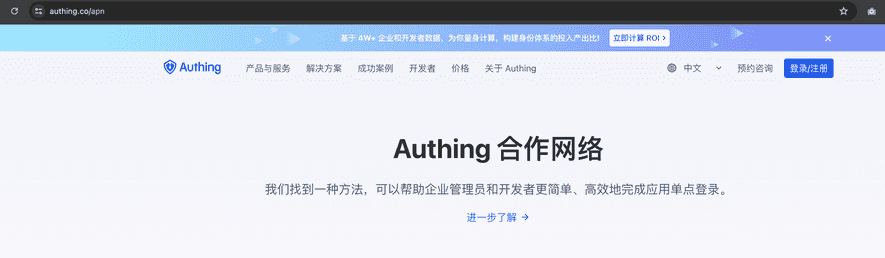 authing.co/apn
基于 4W+ 企业和开发者数据，为你量身计算，构建身份体系的投入产出比! 立即计算 ROI
Authing 产品与服务 解决方案 成功案例 开发者 价格 关于 Authing 中文 预约咨询 登录/注册
Authing 合作网络
我们找到一种方法，可以帮助企业管理员和开发者更简单、高效地完成应用单点登录。
进一步了解 →